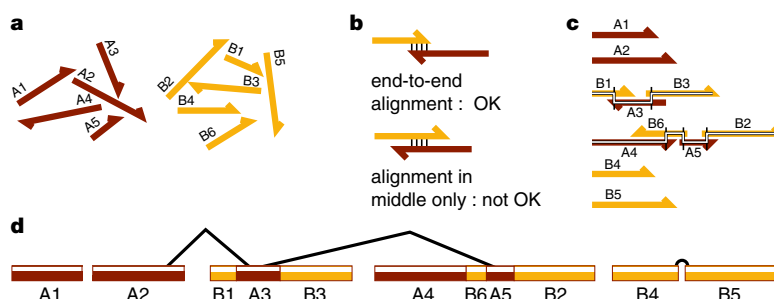 a
b
c
A1
A2
A3
A4
A5
B1
B2
B3
B4
B5
B6
end-to-end
alignment : OK
alignment in
middle only : not OK
A1
A2
B1
B3
A3
B6
B2
A4
A5
B4
B5
d
A1
A2
B1 A3 B3
A4 B6 A5 B2
B4 B5